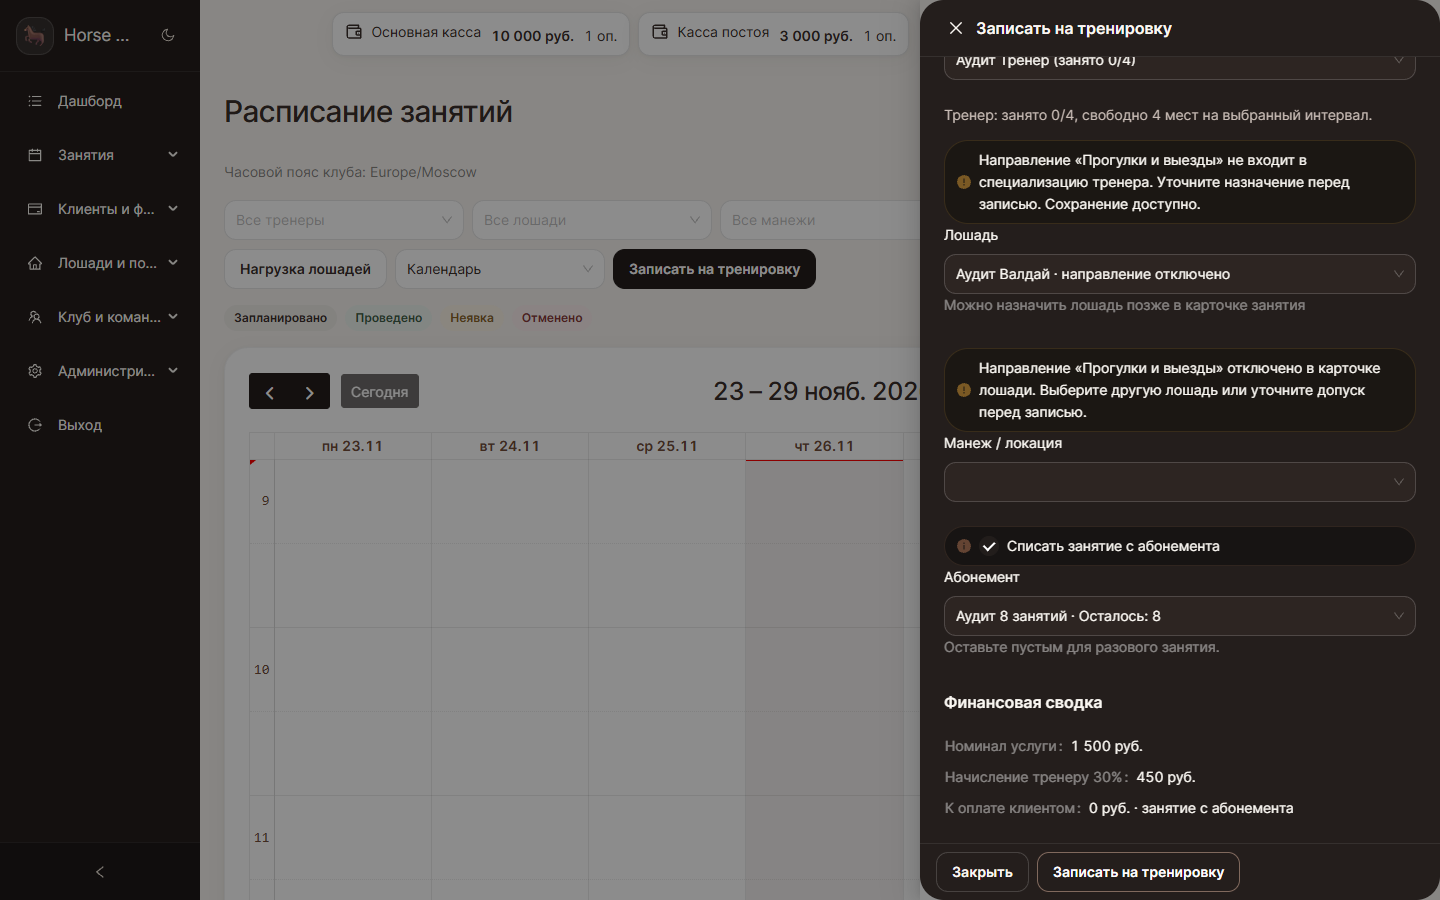 Horse ...
Дашборд
Занятия
Клиенты и ф...
Лошади и по...
Клуб и коман...
Администри...
Выход
Основная касса 10 000 руб. 1 оп.
Касса постоя 3 000 руб. 1 оп.
Расписание занятий
Часовой пояс клуба: Europe/Moscow
Все тренеры
Все лошади
Все манежи
Нагрузка лошадей
Календарь
Записать на тренировку
Запланировано
Проведено
Неявка
Отменено
Сегодня
23 – 29 нояб. 202
пн 23.11
вт 24.11
ср 25.11
чт 26.11
9
10
11
Записать на тренировку
Аудит Тренер (занято 0/4)
Тренер: занято 0/4, свободно 4 мест на выбранный интервал.
Направление «Прогулки и выезды» не входит в
специализацию тренера. Уточните назначение перед
записью. Сохранение доступно.
Лошадь
Аудит Валдай · направление отключено
Можно назначить лошадь позже в карточке занятия
Направление «Прогулки и выезды» отключено в карточке
лошади. Выберите другую лошадь или уточните допуск
перед записью.
Манеж / локация
Списать занятие с абонемента
Абонемент
Аудит 8 занятий · Осталось: 8
Оставьте пустым для разового занятия.
Финансовая сводка
Номинал услуги: 1 500 руб.
Начисление тренеру 30%: 450 руб.
К оплате клиентом: 0 руб. · занятие с абонемента
Закрыть
Записать на тренировку